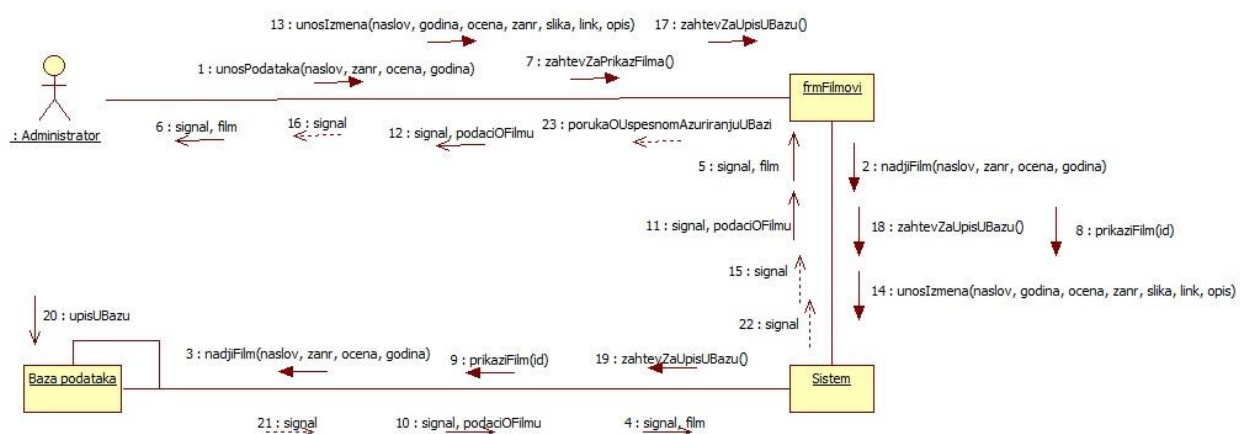 13 : unosIzmena(naslov, godina, ocena, zanr, slika, link, opis)
17 : zahtevZaUpisUBazu()
1 : unosPodataka(naslov, zanr, ocena, godina)
7 : zahtevZaPrikazFilma()
frmFilmovi
: Administrator
6 : signal, film
16 : signal
12 : signal, podaciOFilmu
23 : porukaOUspesnomAzuriranjuUBazi
5 : signal, film
2 : nadjiFilm(naslov, zanr, ocena, godina)
11 : signal, podaciOFilmu
18 : zahtevZaUpisUBazu()
8 : prikaziFilm(id)
15 : signal
14 : unosIzmena(naslov, godina, ocena, zanr, slika, link, opis)
20 : upisUBazu
22 : signal
3 : nadjiFilm(naslov, zanr, ocena, godina)
9 : prikaziFilm(id)
19 : zahtevZaUpisUBazu()
Baza podataka
Sistem
21 : signal
10 : signal, podaciOFilmu
4 : signal, film